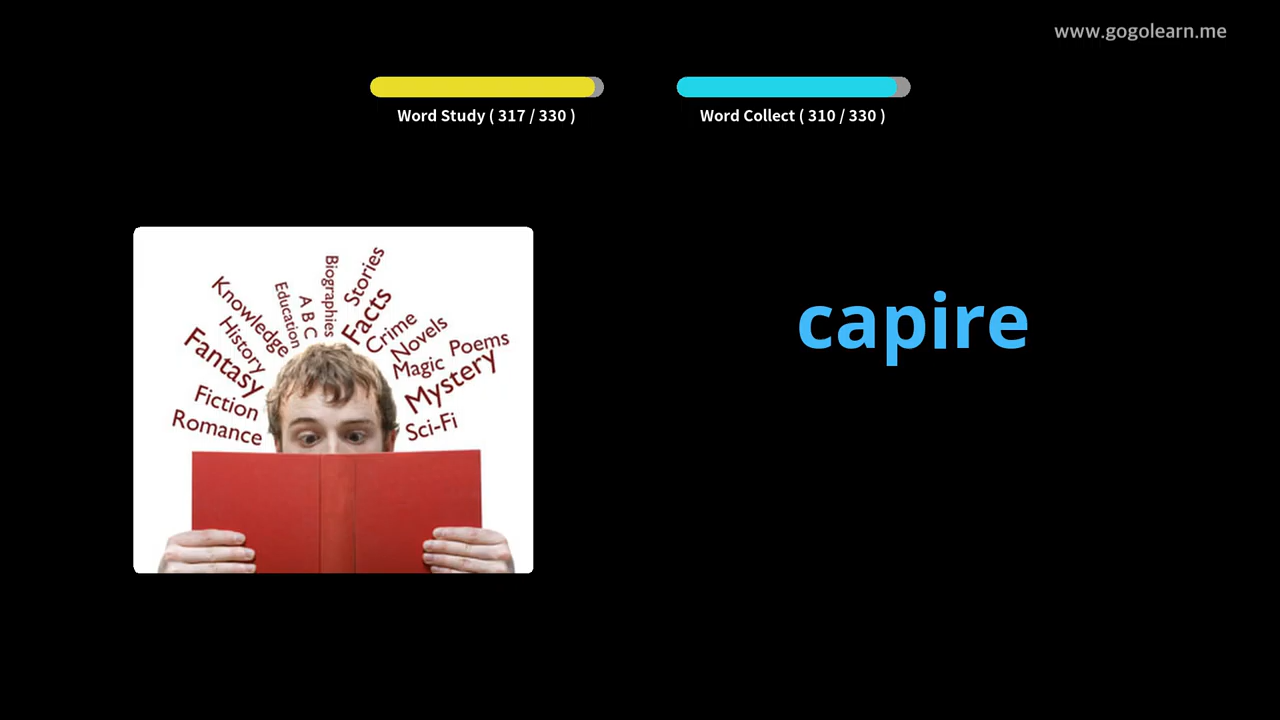 www.gogolearn.me
Word Study ( 317 / 330 )
Word Collect ( 310 / 330 )
Biographies
Stories
Education
A B C
Facts
Knowledge
Crime
History
Novels
Poems
Fantasy
Magic
Mystery
Fiction
Romance
Sci-Fi
capire